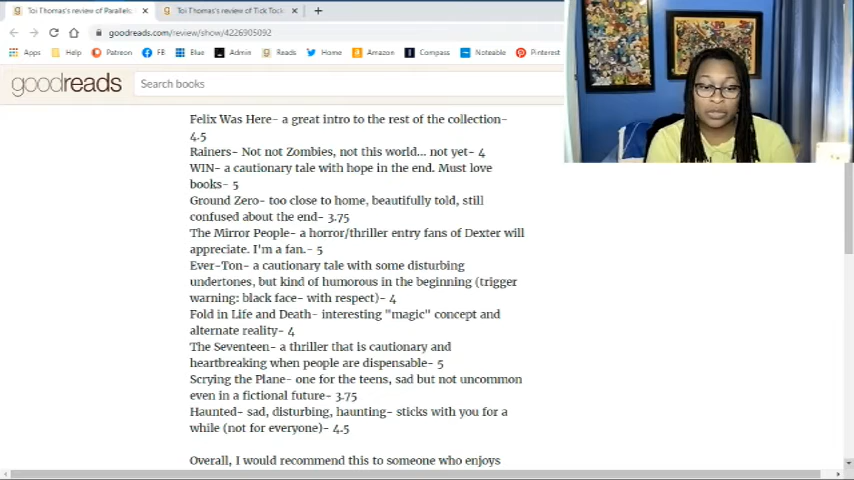 Toi Thomas's review of Parallels
Toi Thomas's review of Tick Tock
goodreads.com/review/show/4226905092
Apps
Help
Patreon
FB
Blue
Admin
Reads
Home
Amazon
Compass
Noteable
Pinterest
goodreads
Search books
Felix Was Here- a great intro to the rest of the collection-
4.5
Rainers- Not not Zombies, not this world... not yet- 4
WIN- a cautionary tale with hope in the end. Must love
books- 5
Ground Zero- too close to home, beautifully told, still
confused about the end- 3.75
The Mirror People- a horror/thriller entry fans of Dexter will
appreciate. I'm a fan.- 5
Ever-Ton- a cautionary tale with some disturbing
undertones, but kind of humorous in the beginning (trigger
warning: black face- with respect)- 4
Fold in Life and Death- interesting "magic" concept and
alternate reality- 4
The Seventeen- a thriller that is cautionary and
heartbreaking when people are dispensable- 5
Scrying the Plane- one for the teens, sad but not uncommon
even in a fictional future- 3.75
Haunted- sad, disturbing, haunting- sticks with you for a
while (not for everyone)- 4.5
Overall, I would recommend this to someone who enjoys